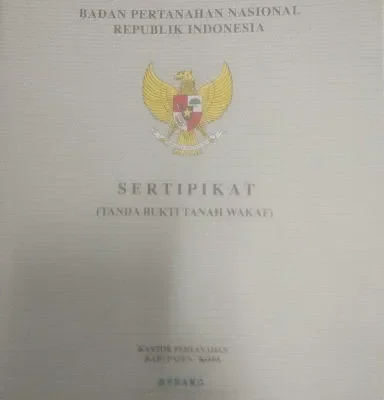 BADAN PERTANAHAN NASIONAL
REPUBLIK INDONESIA
SERTIPIKAT
(TANDA BUKTI TANAH WAKAF)
KANTOR PERTANAHAN
KABUPATEN / KOTA